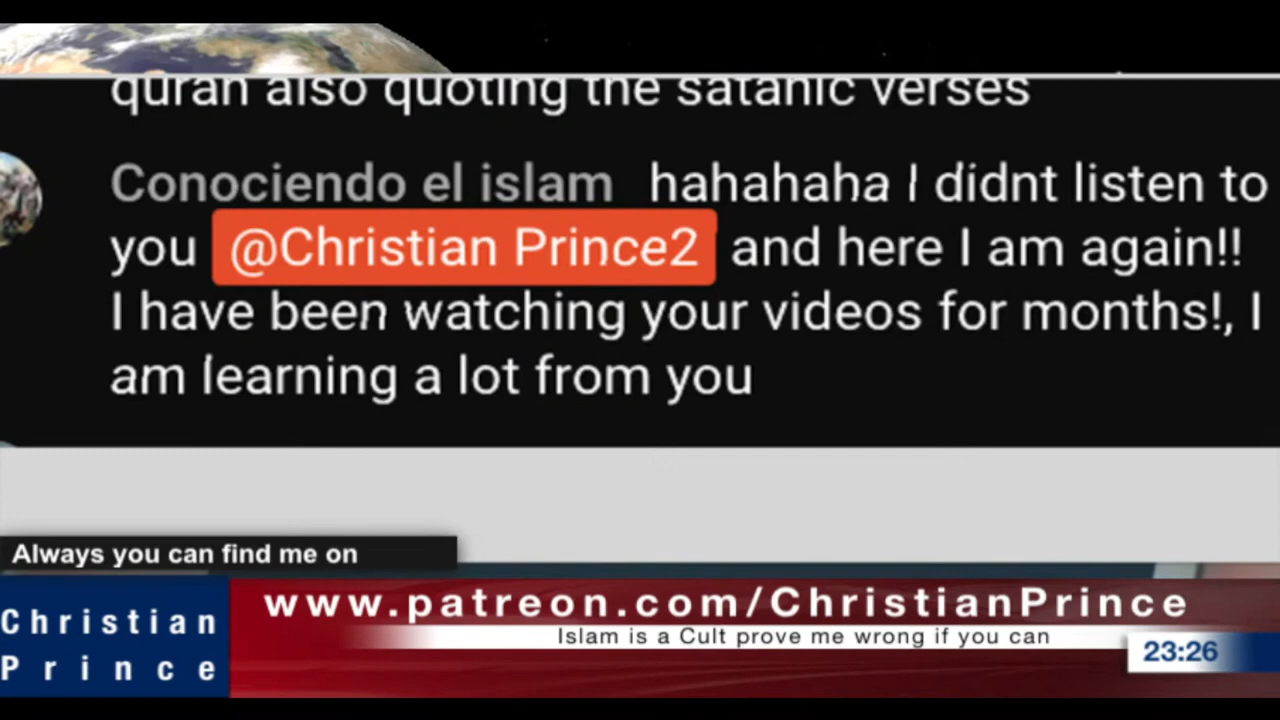 quran also quoting the satanic verses
Conociendo el islam hahahaha I didnt listen to
you @Christian Prince2 and here I am again!!
I have been watching your videos for months!, I
am learning a lot from you
Always you can find me on
www.patreon.com/ChristianPrince
Islam is a Cult prove me wrong if you can
Christian
Prince
23:26